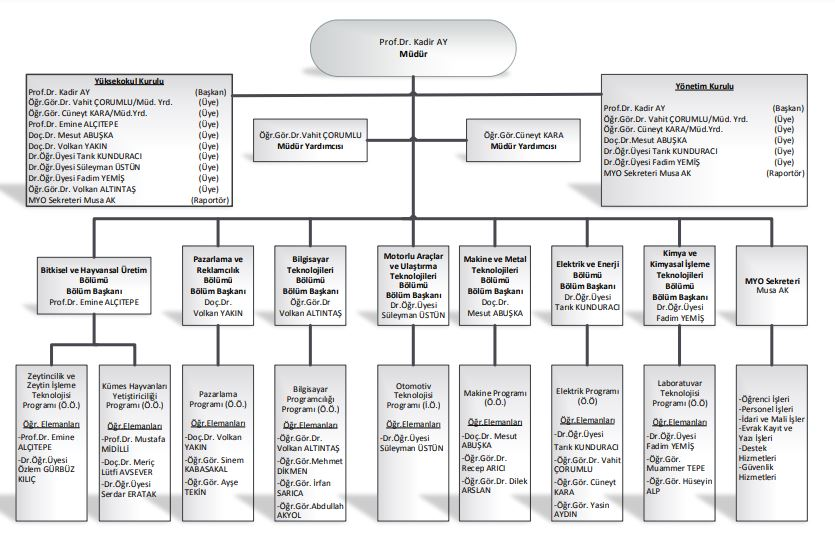 Prof.Dr. Kadir AY
Müdür
Yüksekokul Kurulu
Prof.Dr. Kadir AY (Başkan)
Öğr.Gör.Dr. Vahit ÇORUMLU/Müd. Yrd. (Üye)
Öğr.Gör. Cüneyt KARA/Müd.Yrd. (Üye)
Prof.Dr. Emine ALÇITEPE (Üye)
Doç.Dr. Mesut ABUŞKA (Üye)
Doç.Dr. Volkan YAKIN (Üye)
Dr.Öğr.Üyesi Tarık KUNDURACI (Üye)
Dr.Öğr.Üyesi Süleyman ÜSTÜN (Üye)
Dr.Öğr.Üyesi Fadim YEMİŞ (Üye)
Öğr.Gör.Dr. Volkan ALTINTAŞ (Üye)
MYO Sekreteri Musa AK (Raportör)
Yönetim Kurulu
Prof.Dr. Kadir AY (Başkan)
Öğr.Gör.Dr. Vahit ÇORUMLU/Müd. Yrd. (Üye)
Öğr.Gör. Cüneyt KARA/Müd.Yrd. (Üye)
Doç.Dr.Mesut ABUŞKA (Üye)
Dr.Öğr.Üyesi Tarık KUNDURACI (Üye)
Dr.Öğr.Üyesi Fadim YEMİŞ (Üye)
MYO Sekreteri Musa AK (Raportör)
Öğr.Gör.Dr.Vahit ÇORUMLU
Müdür Yardımcısı
Öğr.Gör.Cüneyt KARA
Müdür Yardımcısı
Bitkisel ve Hayvansal Üretim
Bölümü
Bölüm Başkanı
Prof.Dr. Emine ALÇITEPE
Pazarlama ve
Reklamcılık
Bölümü
Bölüm Başkanı
Doç.Dr.
Volkan YAKIN
Bilgisayar
Teknolojileri
Bölümü
Bölüm Başkanı
Öğr.Gör.Dr
Volkan ALTINTAŞ
Motorlu Araçlar
ve Ulaştırma
Teknolojileri
Bölümü
Bölüm Başkanı
Dr.Öğr.Üyesi
Süleyman ÜSTÜN
Makine ve Metal
Teknolojileri
Bölümü
Bölüm Başkanı
Doç.Dr.
Mesut ABUŞKA
Elektrik ve Enerji
Bölümü
Bölüm Başkanı
Dr.Öğr.Üyesi
Tarık KUNDURACI
Kimya ve
Kimyasal İşleme
Teknolojileri
Bölümü
Bölüm Başkanı
Dr.Öğr.Üyesi
Fadim YEMİŞ
MYO Sekreteri
Musa AK
Zeytincilik ve
Zeytin İşleme
Teknolojisi
Programı (Ö.Ö.)
Öğr. Elemanları
-Prof.Dr. Emine
ALÇITEPE
-Dr.Öğr.Üyesi
Özlem GÜRBÜZ
KILIÇ
Kümes Hayvanları
Yetiştiriciliği
Programı (Ö.Ö.)
Öğr.Elemanları
-Prof.Dr. Mustafa
MİDİLLİ
-Doç.Dr. Meriç
Lütfi AVSEVER
-Dr.Öğr.Üyesi
Serdar ERATAK
Pazarlama
Programı (Ö.Ö.)
Öğr.Elemanları
-Doç.Dr. Volkan
YAKIN
-Öğr.Gör. Sinem
KABASAKAL
-Öğr.Gör. Ayşe
TEKİN
Bilgisayar
Programcılığı
Programı (Ö.Ö.)
Öğr.Elemanları
-Öğr.Gör.Dr.
Volkan ALTINTAŞ
-Öğr.Gör.Mehmet
DİKMEN
-Öğr.Gör. İrfan
SARICA
-Öğr.Gör.Abdullah
AKYOL
Otomotiv
Teknolojisi
Programı (İ.Ö.)
Öğr.Elemanları
-Dr.Öğr.Üyesi
Süleyman ÜSTÜN
Makine Programı
(Ö.Ö.)
Öğr.Elemanları
-Doç.Dr. Mesut
ABUŞKA
-Öğr.Gör.Dr.
Recep ARICI
-Öğr.Gör.Dr. Dilek
ARSLAN
Elektrik Programı
(Ö.Ö)
Öğr.Elemanları
-Dr.Öğr.Üyesi
Tarık KUNDURACI
-Öğr.Gör.Dr. Vahit
ÇORUMLU
-Öğr.Gör. Cüneyt
KARA
-Öğr.Gör. Yasin
AYDIN
Laboratuvar
Teknolojisi
Programı (Ö.Ö)
Öğr.Elemanları
-Dr.Öğr.Üyesi
Fadim YEMİŞ
-Öğr.Gör.
Muammer TEPE
-Öğr.Gör. Hüseyin
ALP
-Öğrenci İşleri
-Personel İşleri
-İdari ve Mali İşler
-Evrak Kayıt ve
Yazı İşleri
-Destek
Hizmetleri
-Güvenlik
Hizmetleri